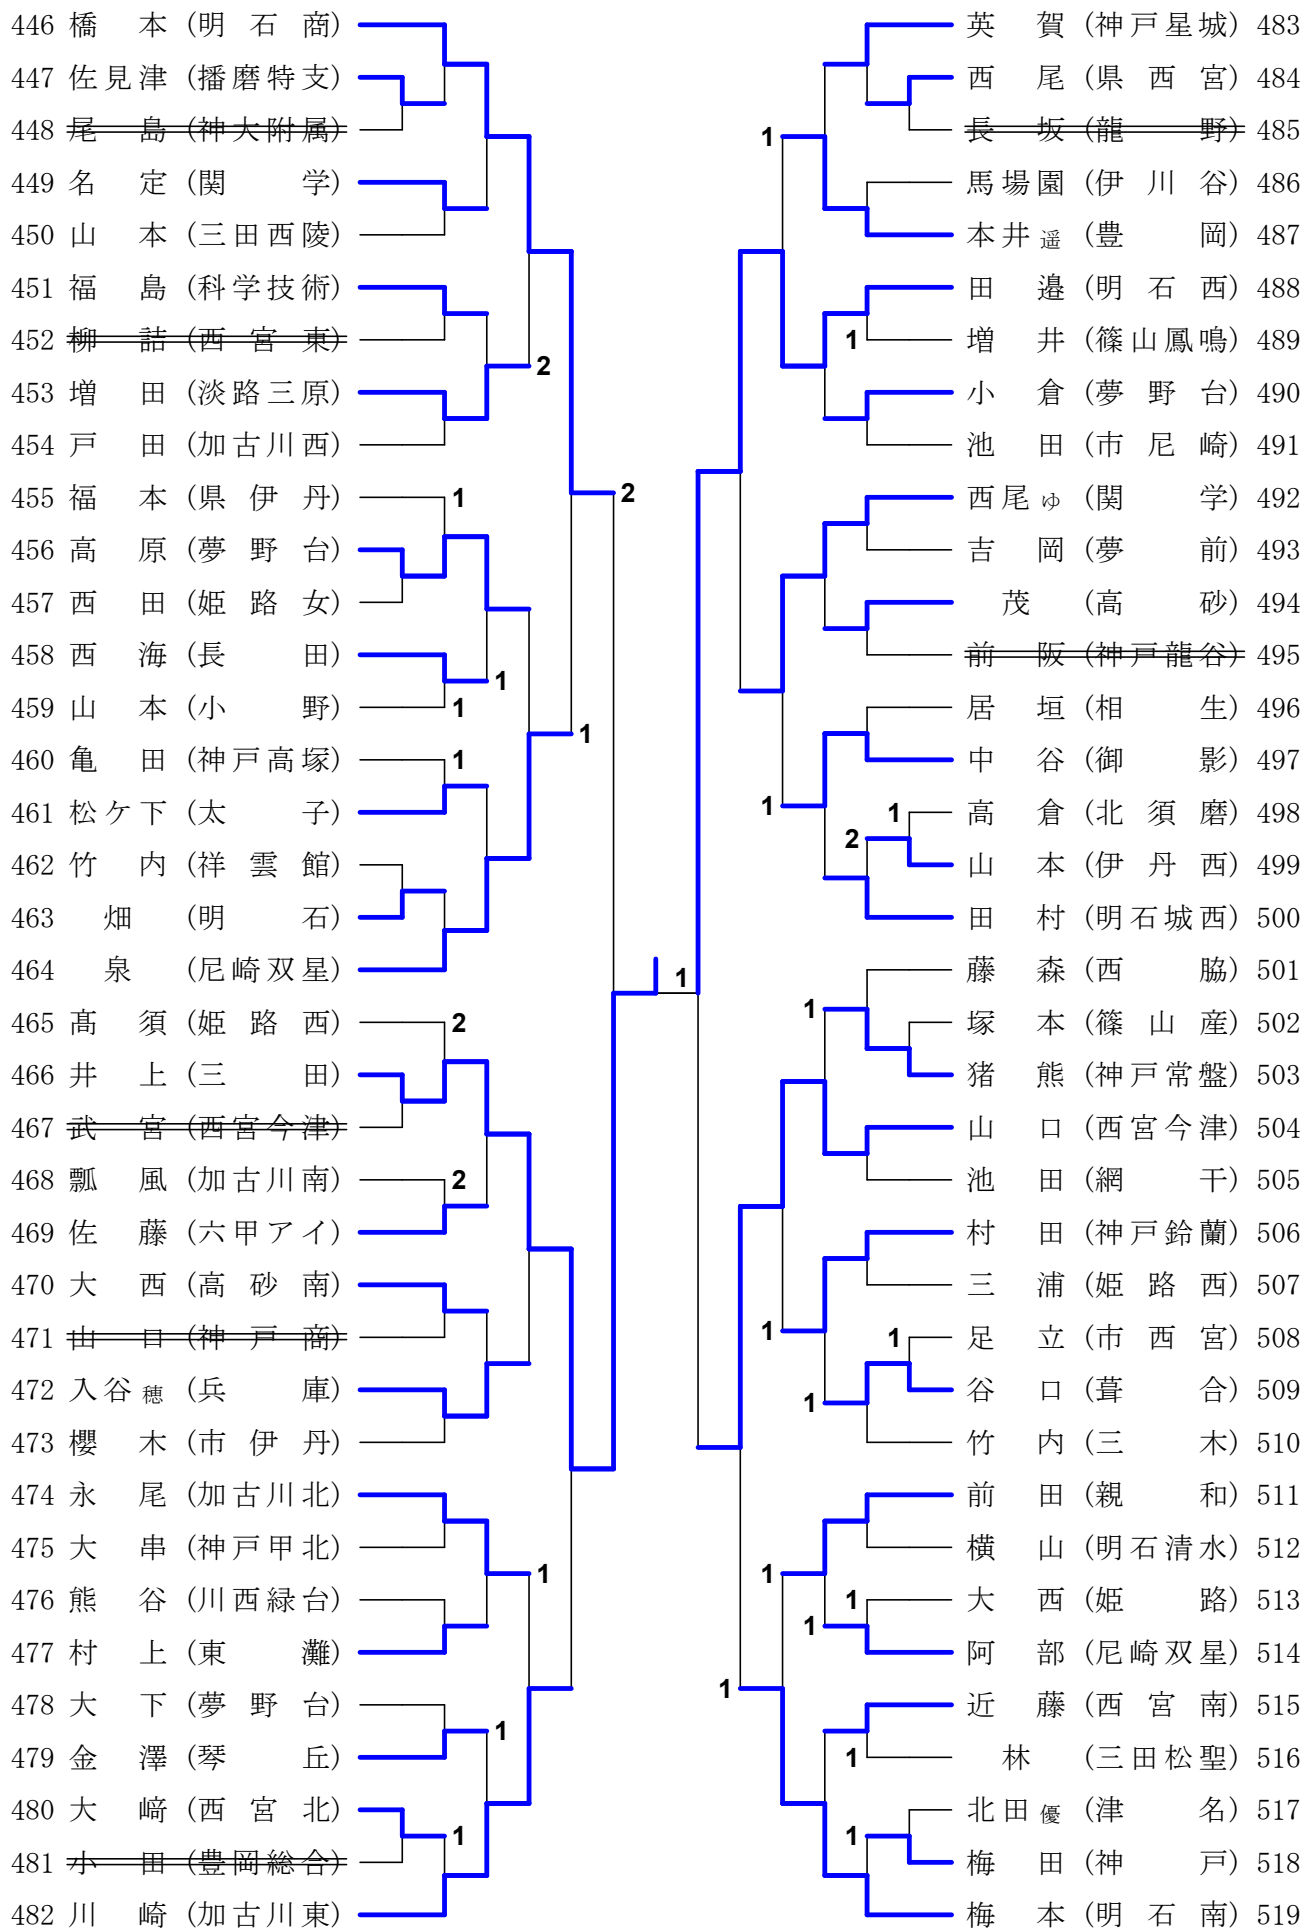 446 橋本 (明石商)
447 佐見津 (播磨特支)
448 尾島 (神大附属)
449 名定 (関学)
450 山本 (三田西陵)
451 福島 (科学技術)
452 柳詰 (西宮東)
2
453 増田 (淡路三原)
454 戸田 (加古川西)
2
455 福本 (県伊丹) 1
456 高原 (夢野台)
457 西田 (姫路女)
458 西海 (長田)
1
459 山本 (小野) 1
1
460 亀田 (神戸高塚) 1
461 松ケ下 (太子)
462 竹内 (祥雲館)
463 畑 (明石)
464 泉 (尼崎双星)
1
465 髙須 (姫路西) 2
466 井上 (三田)
467 武宮 (西宮今津)
468 瓢風 (加古川南) 2
469 佐藤 (六甲アイ)
470 大西 (高砂南)
471 山口 (神戸商)
472 入谷穂 (兵庫)
473 櫻木 (市伊丹)
474 永尾 (加古川北)
475 大串 (神戸甲北)
1
476 熊谷 (川西緑台)
477 村上 (東灘)
478 大下 (夢野台)
1
479 金澤 (琴丘)
480 大﨑 (西宮北)
1
481 小田 (豊岡総合)
482 川崎 (加古川東)
英賀 (神戸星城) 483
西尾 (県西宮) 484
長坂 (龍野) 485
1
馬場園 (伊川谷) 486
本井遥 (豊岡) 487
田邉 (明石西) 488
1 増井 (篠山鳳鳴) 489
小倉 (夢野台) 490
池田 (市尼崎) 491
西尾ゆ (関学) 492
吉岡 (夢前) 493
茂 (高砂) 494
前阪 (神戸龍谷) 495
居垣 (相生) 496
中谷 (御影) 497
1
1 高倉 (北須磨) 498
2
山本 (伊丹西) 499
田村 (明石城西) 500
藤森 (西脇) 501
1
塚本 (篠山産) 502
猪熊 (神戸常盤) 503
山口 (西宮今津) 504
池田 (網干) 505
村田 (神戸鈴蘭) 506
三浦 (姫路西) 507
1
1 足立 (市西宮) 508
谷口 (葺合) 509
1
竹内 (三木) 510
前田 (親和) 511
横山 (明石清水) 512
1
1 大西 (姫路) 513
1
阿部 (尼崎双星) 514
1
近藤 (西宮南) 515
1 林 (三田松聖) 516
北田優 (津名) 517
1
梅田 (神戸) 518
梅本 (明石南) 519